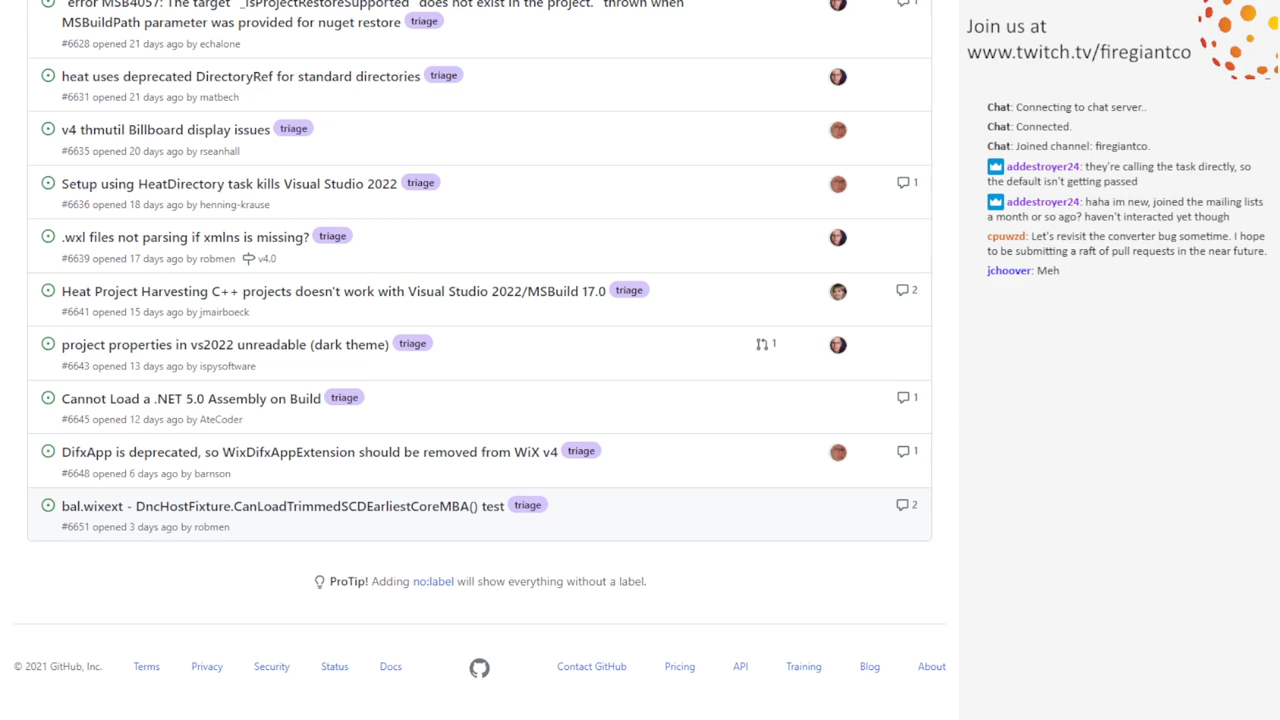 "error MSB4057: The target "_IsProjectRestoreSupported" does not exist in the project." thrown when
MSBuildPath parameter was provided for nuget restore triage
1
#6628 opened 21 days ago by echalone
heat uses deprecated DirectoryRef for standard directories triage
#6631 opened 21 days ago by matbech
v4 thmutil Billboard display issues triage
#6635 opened 20 days ago by rseanhall
Setup using HeatDirectory task kills Visual Studio 2022 triage
1
#6636 opened 18 days ago by henning-krause
.wxl files not parsing if xmlns is missing? triage
#6639 opened 17 days ago by robmen v4.0
Heat Project Harvesting C++ projects doesn't work with Visual Studio 2022/MSBuild 17.0 triage
2
#6641 opened 15 days ago by jmairboeck
project properties in vs2022 unreadable (dark theme) triage
1
#6643 opened 13 days ago by ispysoftware
Cannot Load a .NET 5.0 Assembly on Build triage
1
#6645 opened 12 days ago by AteCoder
DifxApp is deprecated, so WixDifxAppExtension should be removed from WiX v4 triage
1
#6648 opened 6 days ago by barnson
bal.wixext - DncHostFixture.CanLoadTrimmedSCDEarliestCoreMBA() test triage
2
#6651 opened 3 days ago by robmen
ProTip! Adding no:label will show everything without a label.
© 2021 GitHub, Inc. Terms Privacy Security Status Docs Contact GitHub Pricing API Training Blog About
Join us at
www.twitch.tv/firegiantco
Chat: Connecting to chat server..
Chat: Connected.
Chat: Joined channel: firegiantco.
addestroyer24: they're calling the task directly, so
the default isn't getting passed
addestroyer24: haha im new, joined the mailing lists
a month or so ago? haven't interacted yet though
cpuwzd: Let's revisit the converter bug sometime. I hope
to be submitting a raft of pull requests in the near future.
jchoover: Meh